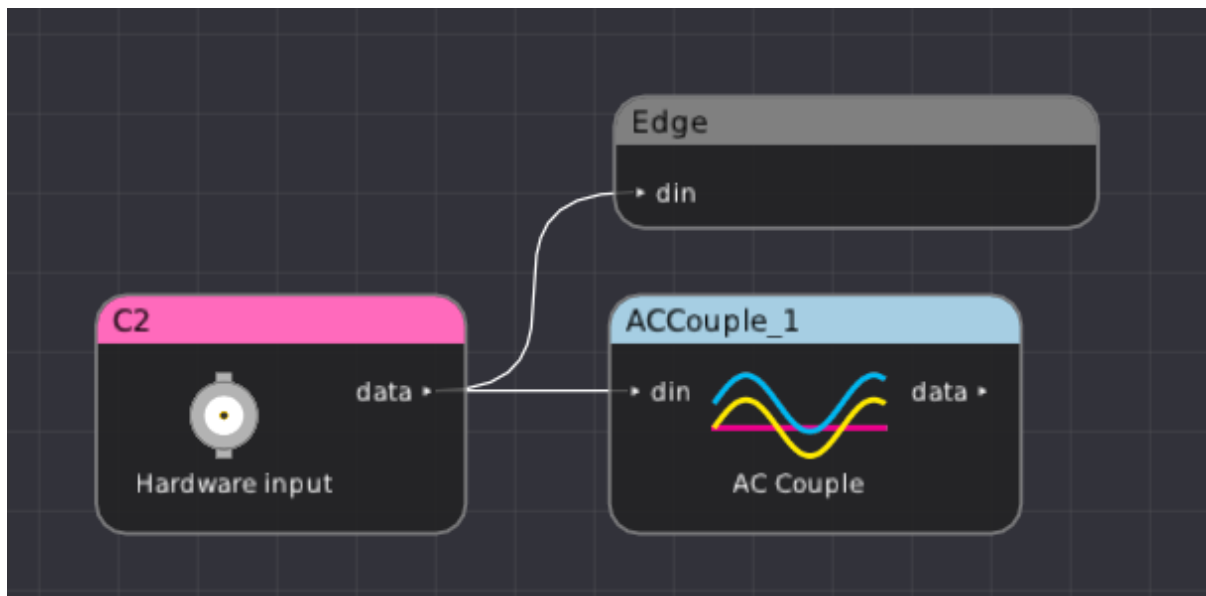 Edge
din
C2
data
Hardware input
ACCouple_1
din
data
AC Couple